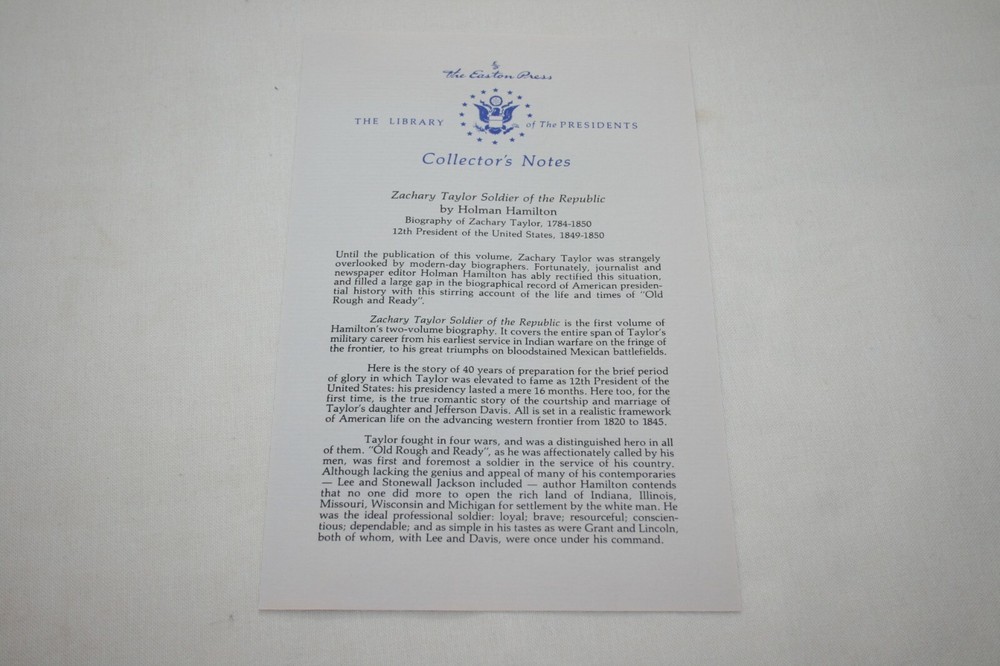 The Easton Press
THE LIBRARY of The PRESIDENTS
Collector's Notes
Zachary Taylor Soldier of the Republic
by Holman Hamilton
Biography of Zachary Taylor, 1784-1850
12th President of the United States, 1849-1850
Until the publication of this volume, Zachary Taylor was strangely
overlooked by modern-day biographers. Fortunately, journalist and
newspaper editor Holman Hamilton has ably rectified this situation,
and filled a large gap in the biographical record of American presiden-
tial history with this stirring account of the life and times of "Old
Rough and Ready".
Zachary Taylor Soldier of the Republic is the first volume of
Hamilton's two-volume biography. It covers the entire span of Taylor's
military career from his earliest service in Indian warfare on the fringe of
the frontier, to his great triumphs on bloodstained Mexican battlefields.
Here is the story of 40 years of preparation for the brief period
of glory in which Taylor was elevated to fame as 12th President of the
United States: his presidency lasted a mere 16 months. Here too, for the
first time, is the true romantic story of the courtship and marriage of
Taylor's daughter and Jefferson Davis. All is set in a realistic framework
of American life on the advancing western frontier from 1820 to 1845.
Taylor fought in four wars, and was a distinguished hero in all
of them. "Old Rough and Ready", as he was affectionately called by his
men, was first and foremost a soldier in the service of his country.
Although lacking the genius and appeal of many of his contemporaries
— Lee and Stonewall Jackson included — author Hamilton contends
that no one did more to open the rich land of Indiana, Illinois,
Missouri, Wisconsin and Michigan for settlement by the white man. He
was the ideal professional soldier: loyal; brave; resourceful; conscien-
tious; dependable; and as simple in his tastes as were Grant and Lincoln,
both of whom, with Lee and Davis, were once under his command.